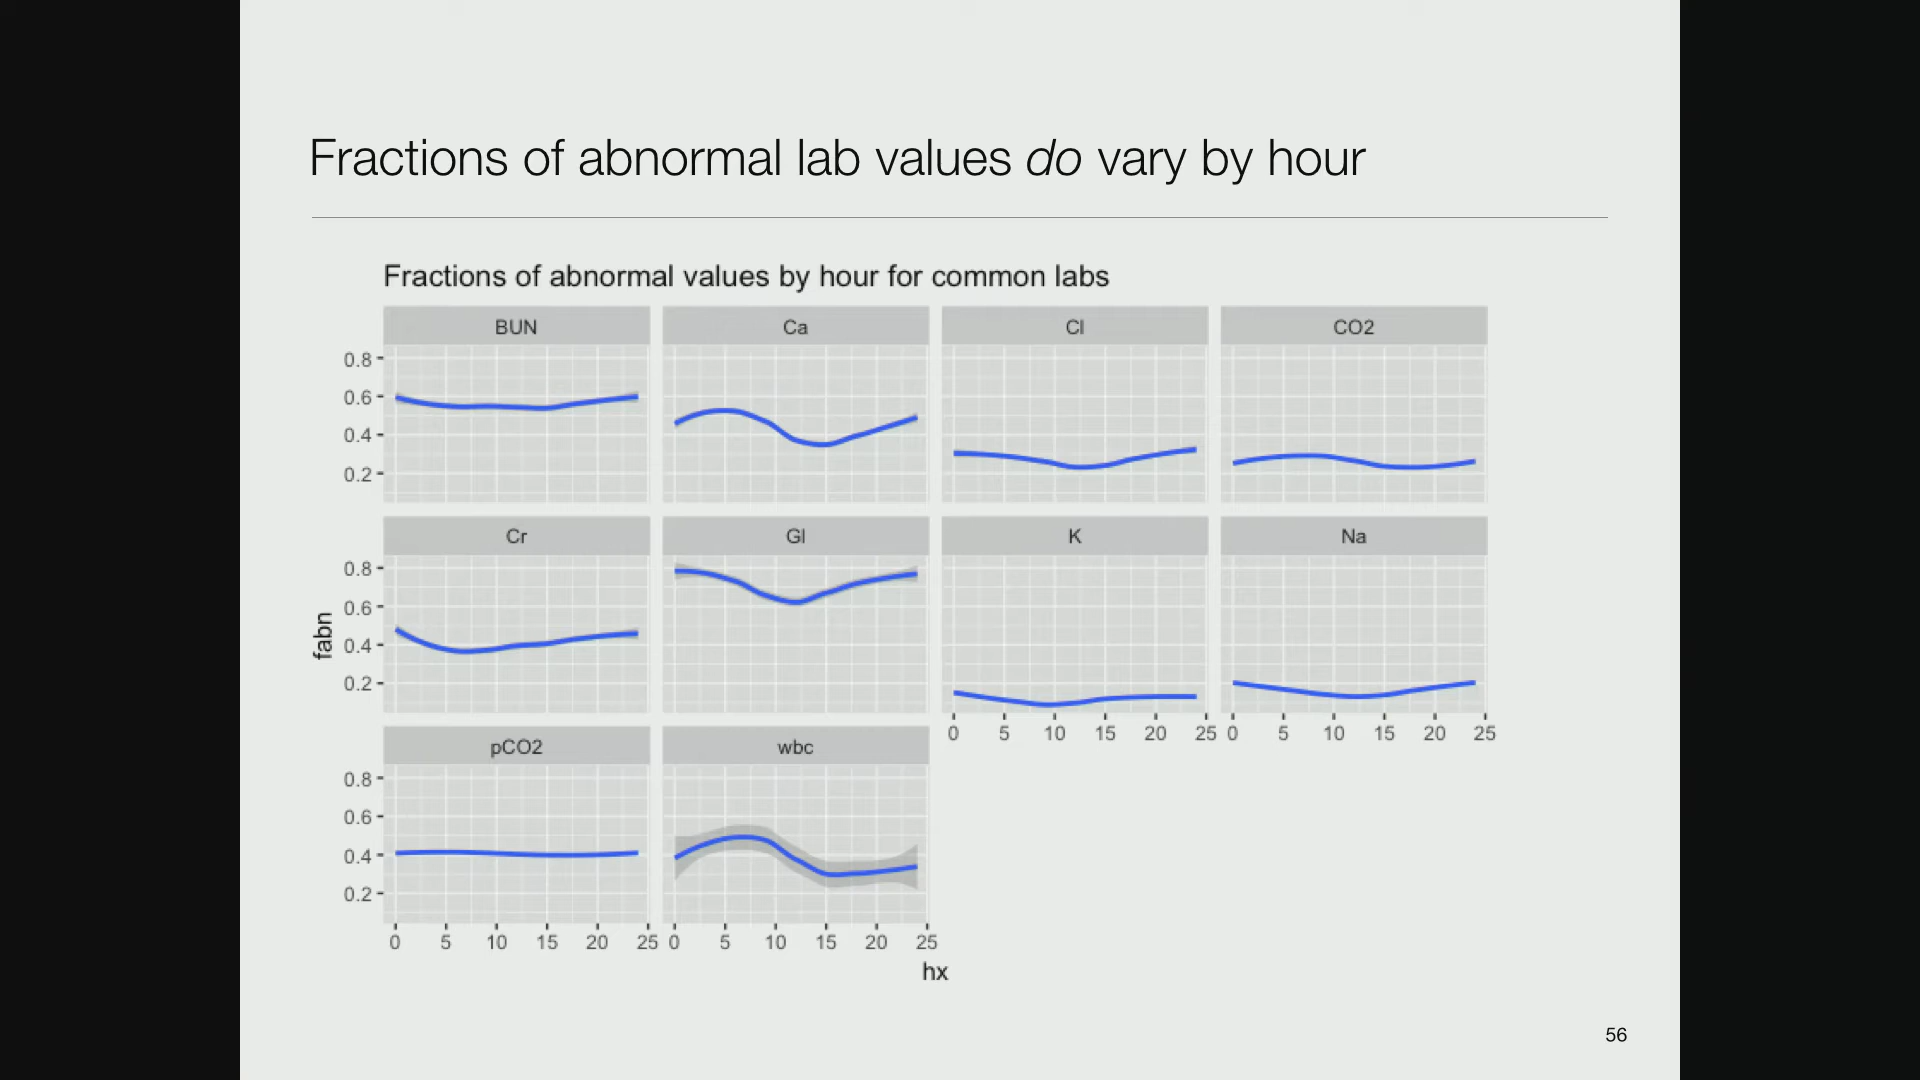 Fractions of abnormal lab values do vary by hour
Fractions of abnormal values by hour for common labs
BUN Ca Cl CO2
0.8
0.6
0.4
0.2
Cr Gl K Na
0.8
0.6
0.4
0.2
fabn
0 5 10 15 20 25 0 5 10 15 20 25
pCO2 wbc
0.8
0.6
0.4
0.2
0 5 10 15 20 25 0 5 10 15 20 25
hx
56